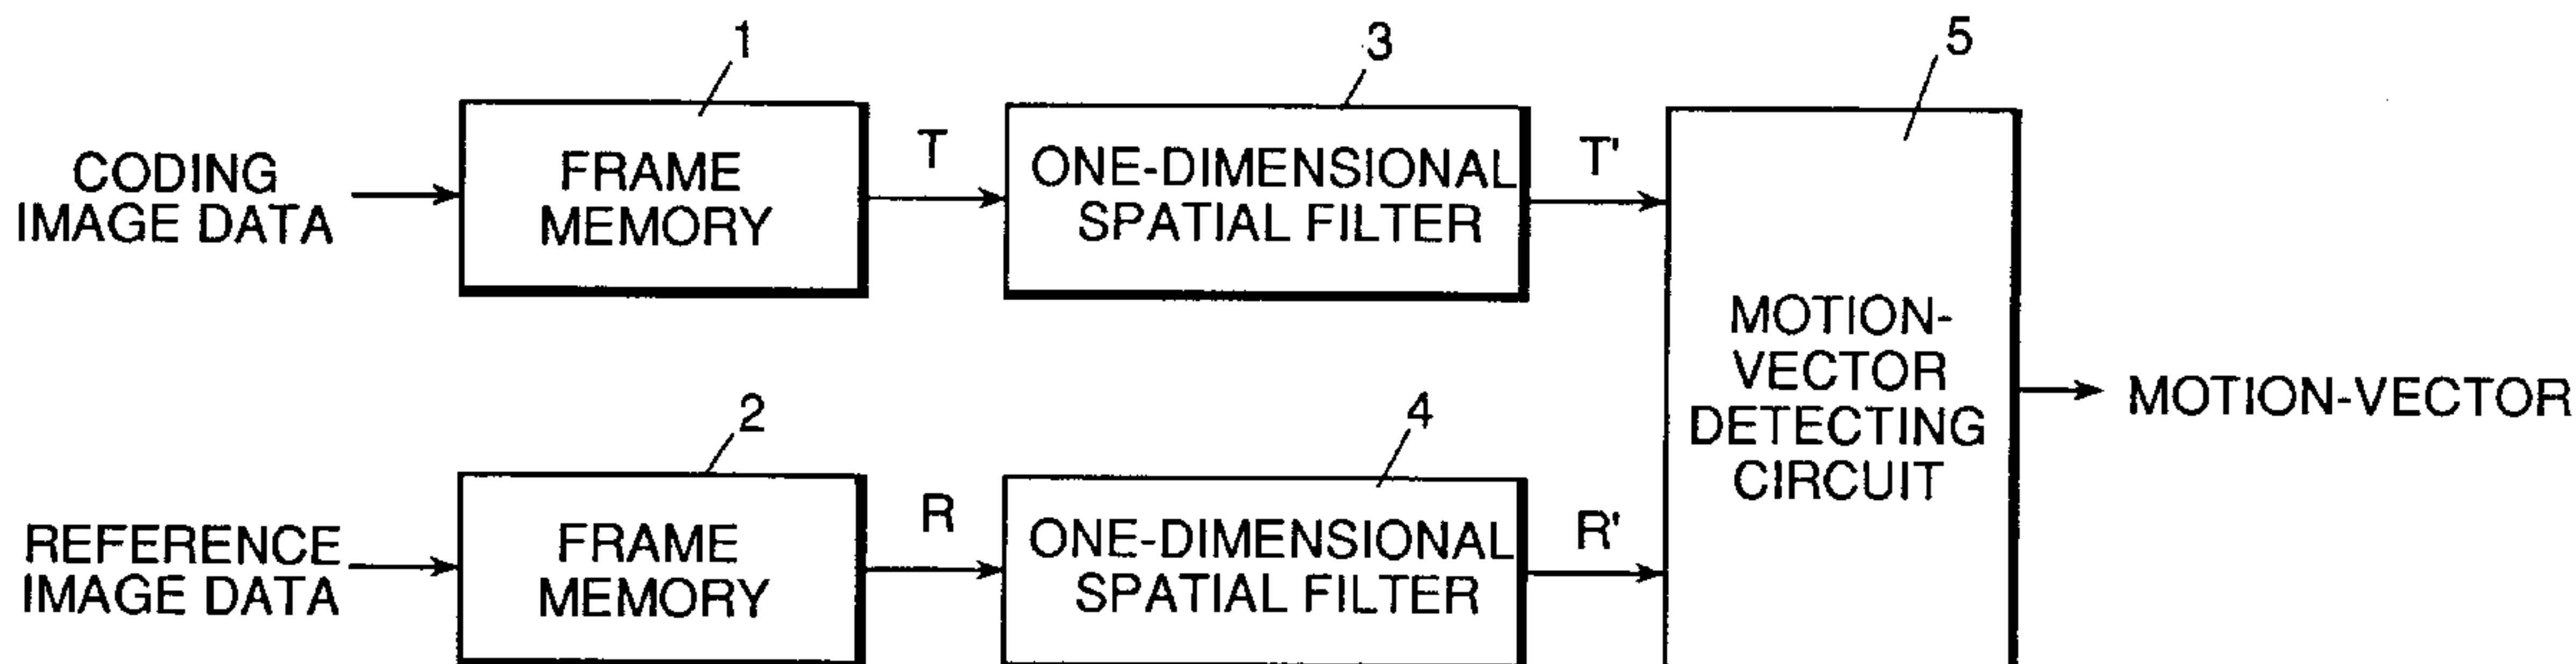 1
3
5
CODING
IMAGE DATA
FRAME
MEMORY
T
ONE-DIMENSIONAL
SPATIAL FILTER
T'
MOTION-
VECTOR
DETECTING
CIRCUIT
MOTION-VECTOR
2
4
REFERENCE
IMAGE DATA
FRAME
MEMORY
R
ONE-DIMENSIONAL
SPATIAL FILTER
R'